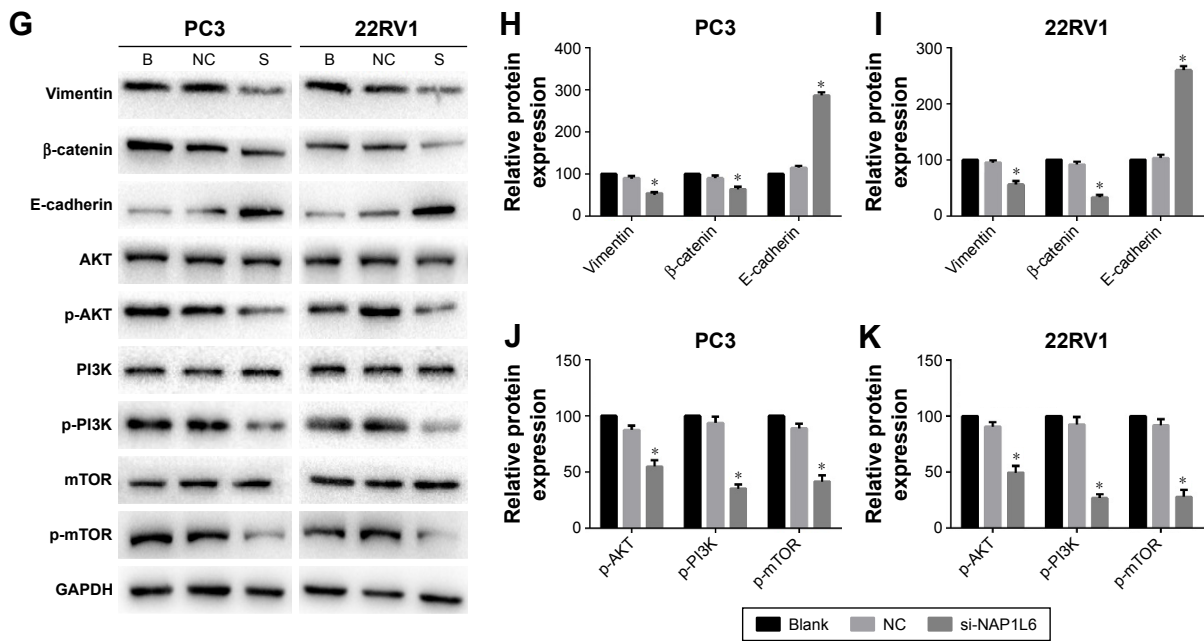 G
PC3 22RV1
B NC S B NC S
Vimentin
β-catenin
E-cadherin
AKT
p-AKT
PI3K
p-PI3K
mTOR
p-mTOR
GAPDH
H
PC3
Relative protein
expression
400
300
200
100
0
*
*
*
Vimentin
β-catenin
E-cadherin
I
22RV1
Relative protein
expression
300
200
100
0
*
*
*
Vimentin
β-catenin
E-cadherin
J
PC3
Relative protein
expression
150
100
50
0
*
*
*
p-AKT
p-PI3K
p-mTOR
K
22RV1
Relative protein
expression
150
100
50
0
*
*
*
p-AKT
p-PI3K
p-mTOR
Blank NC si-NAP1L6